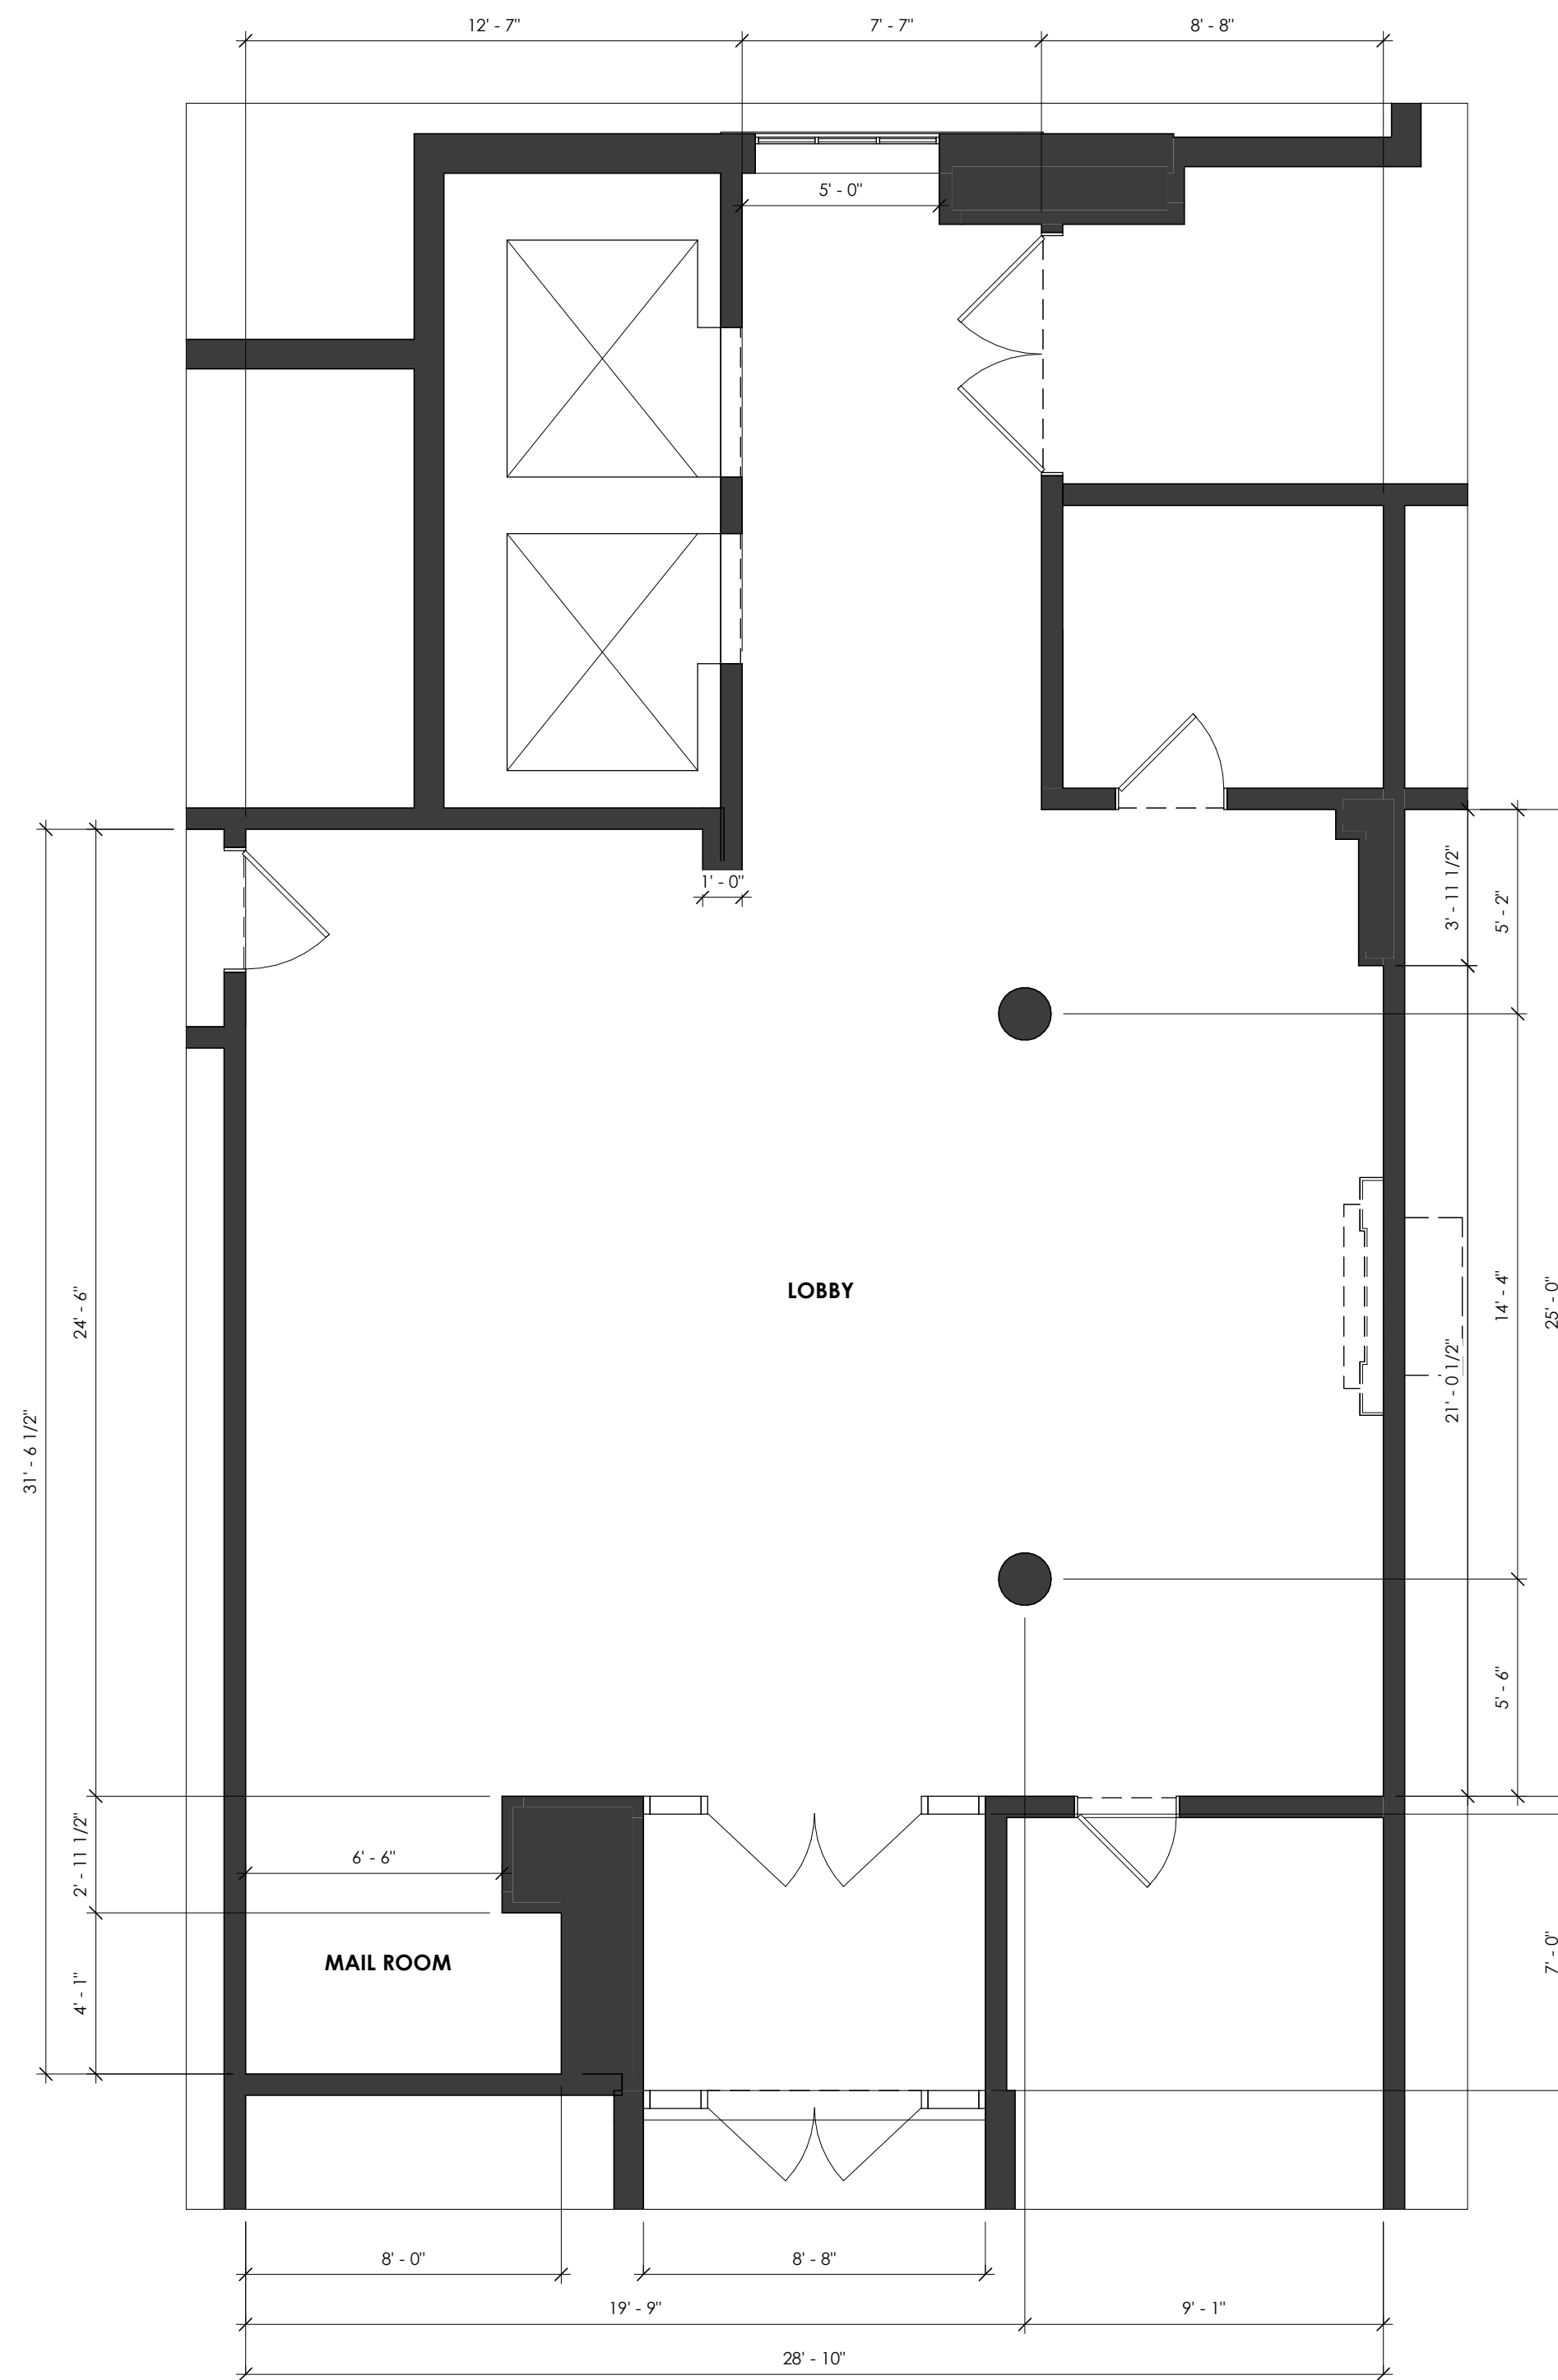 12' - 7"
7' - 7"
8' - 8"
5' - 0"
1' - 0"
3' - 11 1/2"
5' - 2"
24' - 6"
31' - 6 1/2"
LOBBY
21' - 0 1/2"
14' - 4"
25' - 0"
5' - 6"
2' - 11 1/2"
6' - 6"
MAIL ROOM
4' - 1"
7' - 0"
8' - 0"
8' - 8"
19' - 9"
9' - 1"
28' - 10"